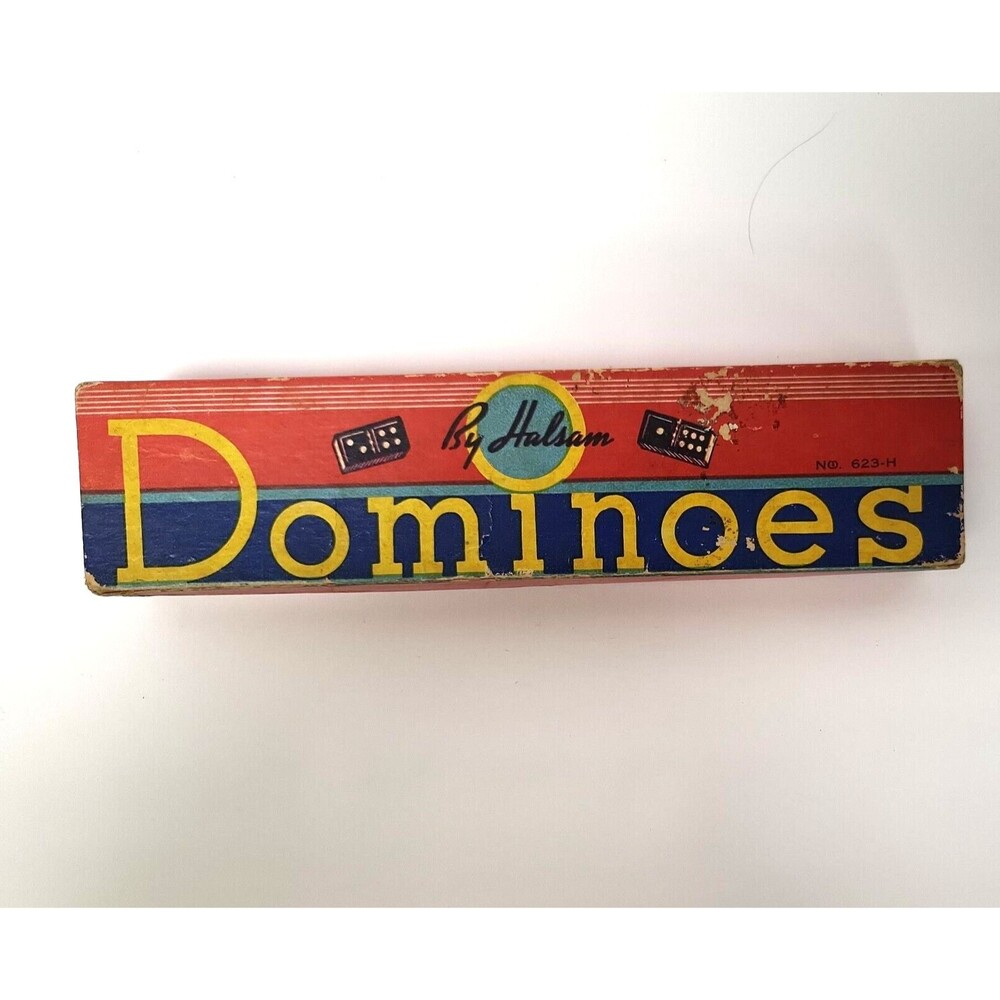 By Halsam
NO. 623-H
Dominoes